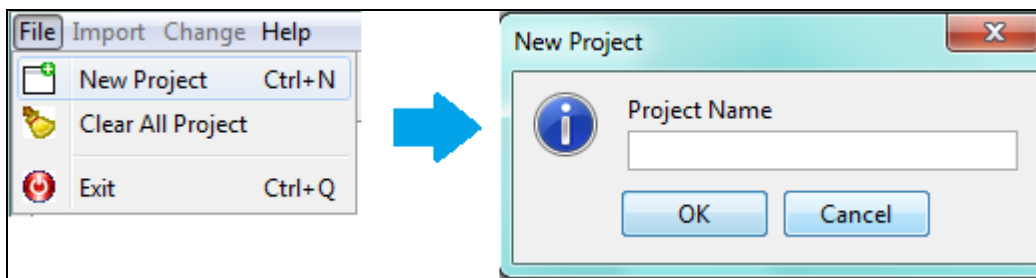 File Import Change Help
New Project Ctrl+N
Clear All Project
Exit Ctrl+Q
New Project
Project Name
OK Cancel